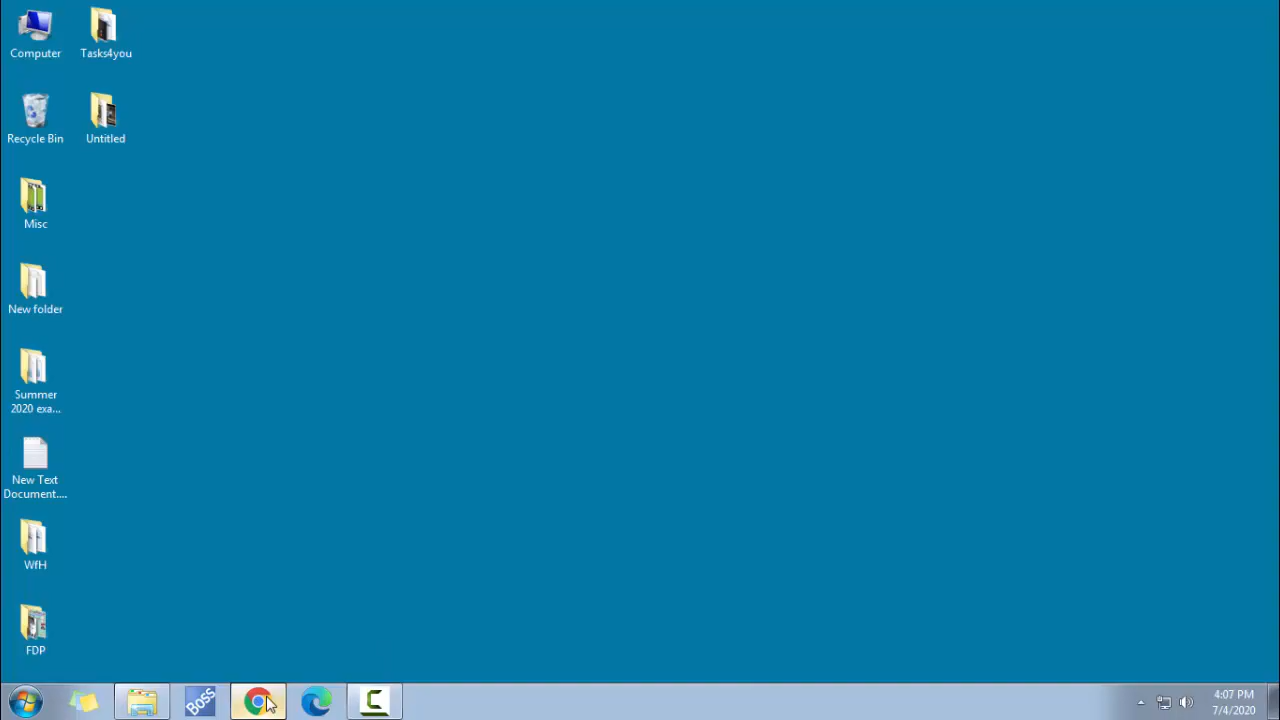 Computer
Tasks4you
Recycle Bin
Untitled
Misc
New folder
Summer
2020 exa...
New Text
Document....
WfH
FDP
BOSS
4:07 PM
7/4/2020